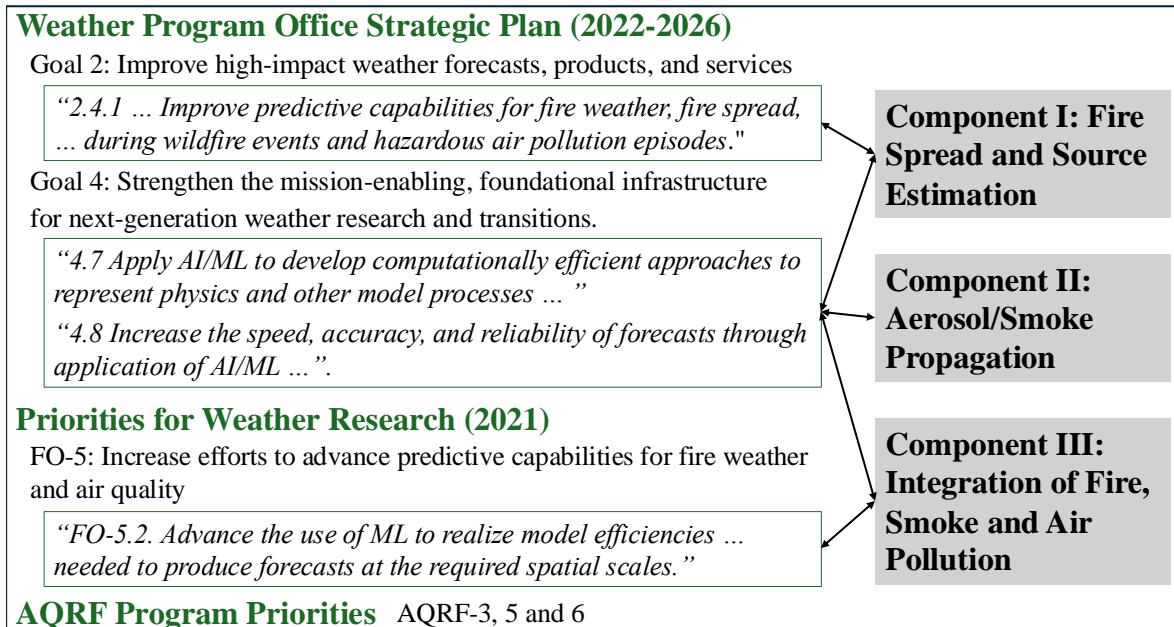 Weather Program Office Strategic Plan (2022-2026)
Goal 2: Improve high-impact weather forecasts, products, and services
“2.4.1 … Improve predictive capabilities for fire weather, fire spread,
… during wildfire events and hazardous air pollution episodes."
Goal 4: Strengthen the mission-enabling, foundational infrastructure
for next-generation weather research and transitions.
“4.7 Apply AI/ML to develop computationally efficient approaches to
represent physics and other model processes … ”
“4.8 Increase the speed, accuracy, and reliability of forecasts through
application of AI/ML …”.
Priorities for Weather Research (2021)
FO-5: Increase efforts to advance predictive capabilities for fire weather
and air quality
“FO-5.2. Advance the use of ML to realize model efficiencies …
needed to produce forecasts at the required spatial scales.”
AQRF Program Priorities AQRF-3, 5 and 6
Component I: Fire
Spread and Source
Estimation
Component II:
Aerosol/Smoke
Propagation
Component III:
Integration of Fire,
Smoke and Air
Pollution